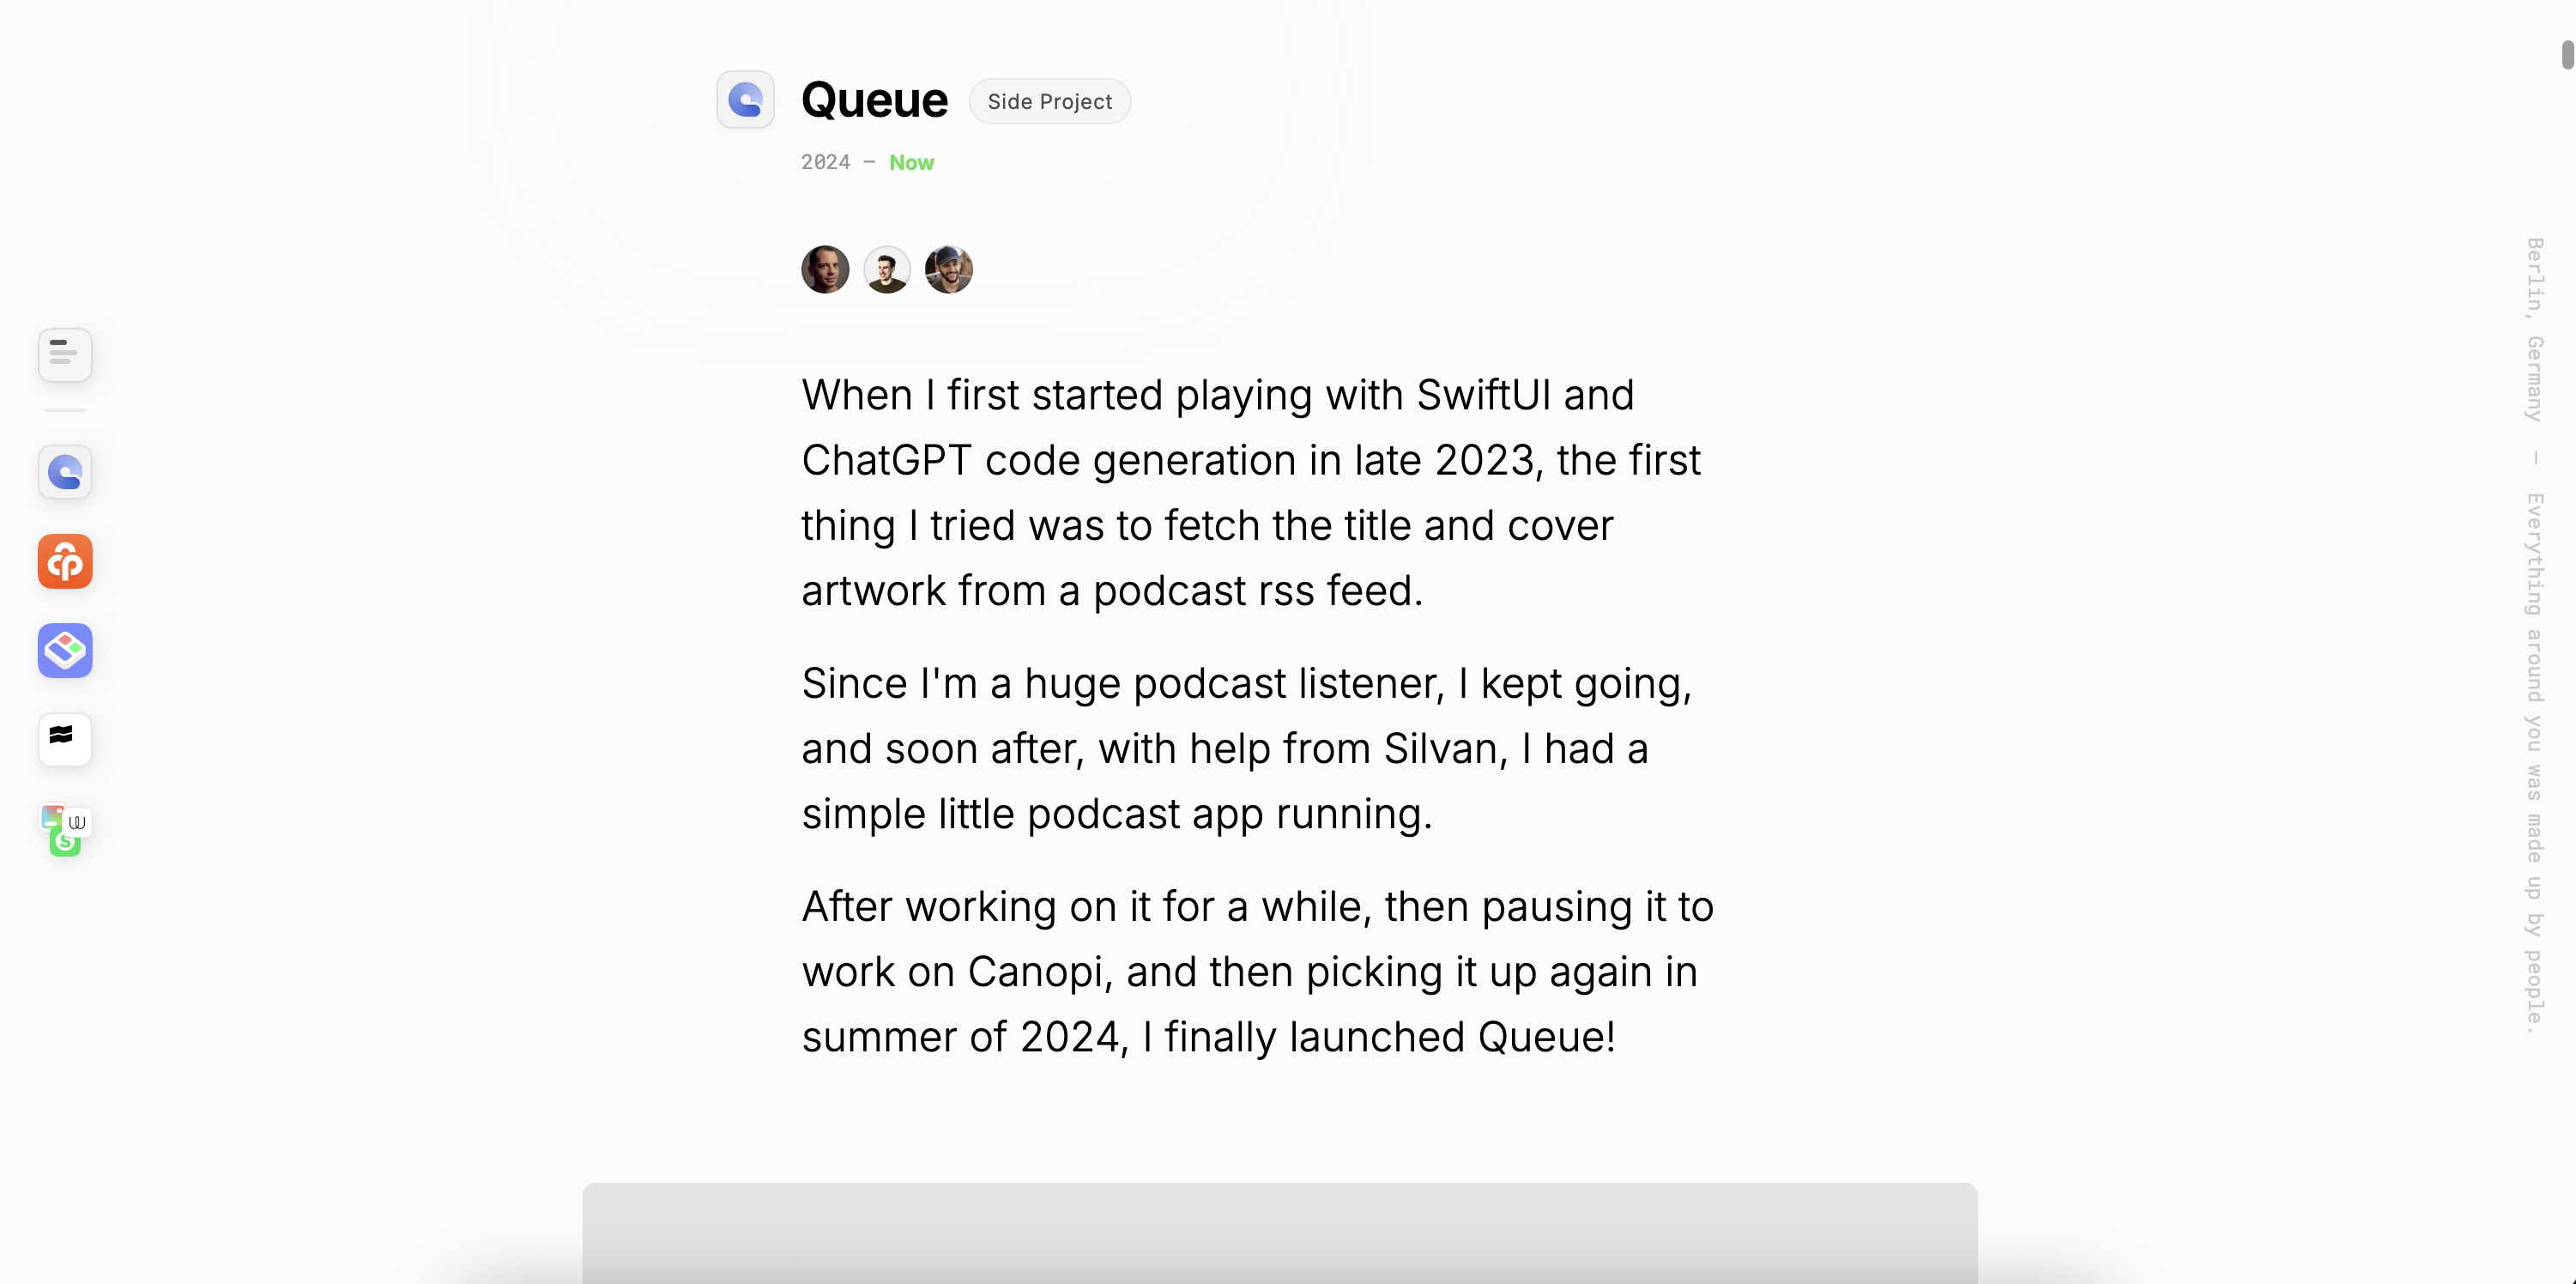 Queue
Side Project
2024 — Now
When I first started playing with SwiftUI and
ChatGPT code generation in late 2023, the first
thing I tried was to fetch the title and cover
artwork from a podcast rss feed.
Since I'm a huge podcast listener, I kept going,
and soon after, with help from Silvan, I had a
simple little podcast app running.
After working on it for a while, then pausing it to
work on Canopi, and then picking it up again in
summer of 2024, I finally launched Queue!
Berlin, Germany — Everything around you was made up by people.